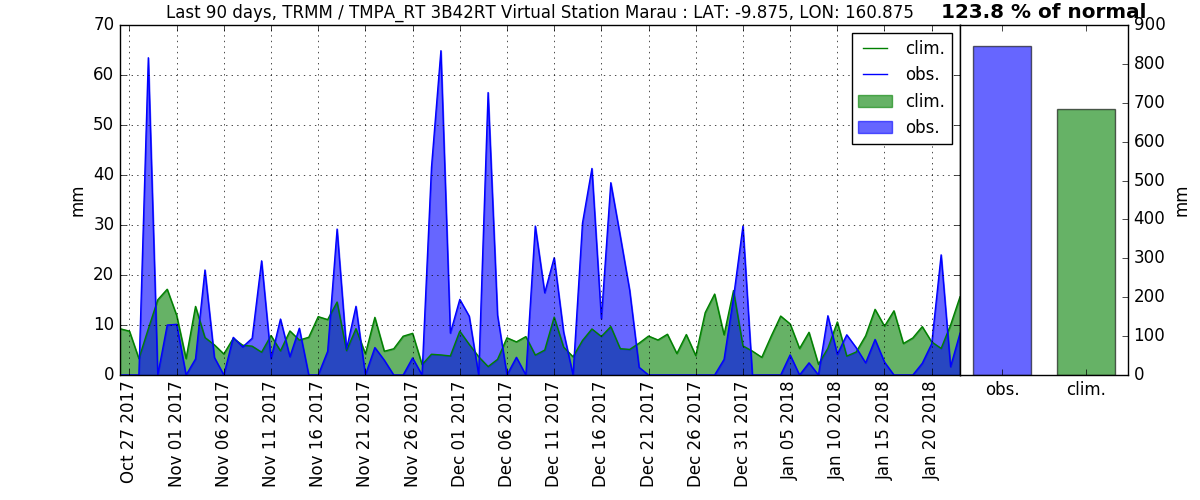 Last 90 days, TRMM / TMPA_RT 3B42RT Virtual Station Marau : LAT: -9.875, LON: 160.875
123.8 % of normal
70
60
50
40
30
20
10
0
mm
clim.
obs.
clim.
obs.
900
800
700
600
500
400
300
200
100
0
mm
obs.
clim.
Oct 27 2017
Nov 01 2017
Nov 06 2017
Nov 11 2017
Nov 16 2017
Nov 21 2017
Nov 26 2017
Dec 01 2017
Dec 06 2017
Dec 11 2017
Dec 16 2017
Dec 21 2017
Dec 26 2017
Dec 31 2017
Jan 05 2018
Jan 10 2018
Jan 15 2018
Jan 20 2018